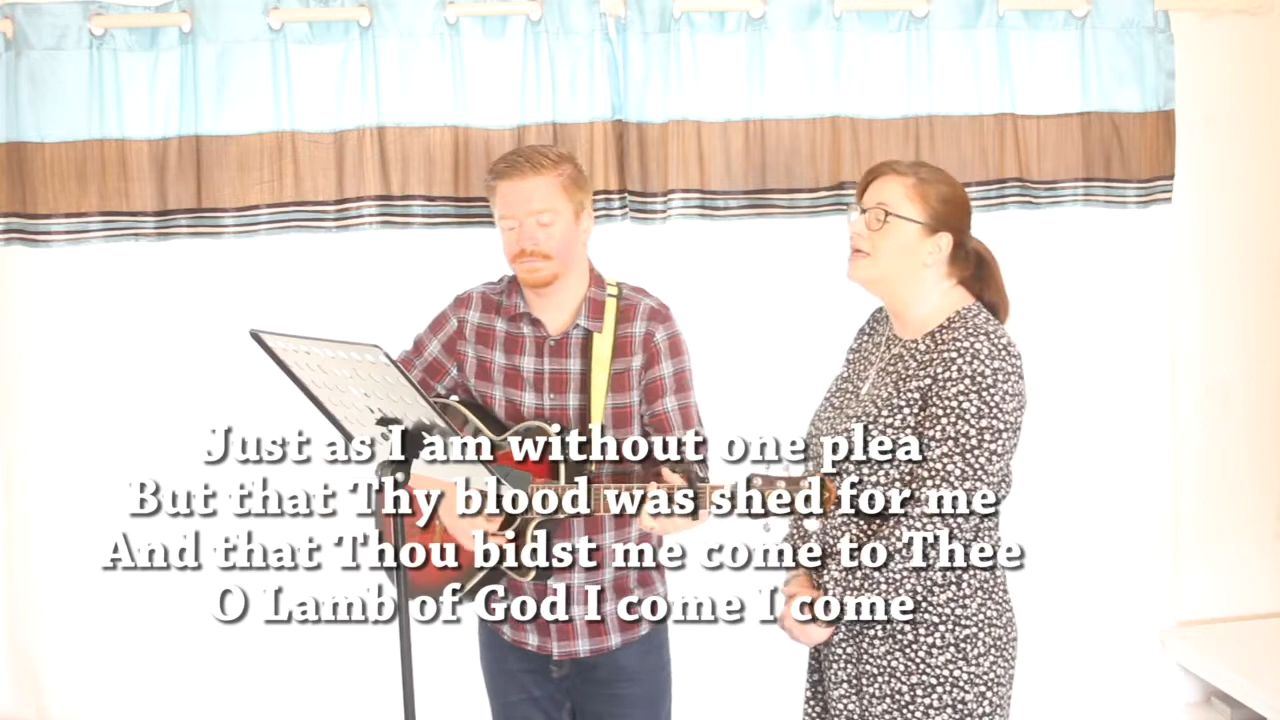 Just as I am without one plea
But that Thy blood was shed for me
And that Thou bidst me come to Thee
O Lamb of God I come I come